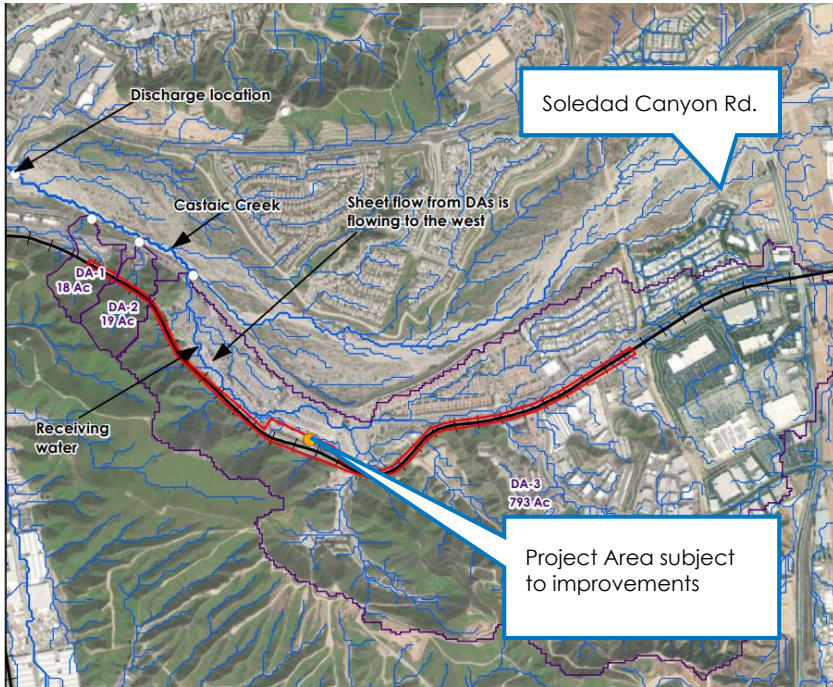 Discharge location
Soledad Canyon Rd.
Castaic Creek
Sheet flow from DAs is
flowing to the west
DA-1
18 Ac
DA-2
19 Ac
Receiving
water
DA-3
793 Ac
Project Area subject
to improvements